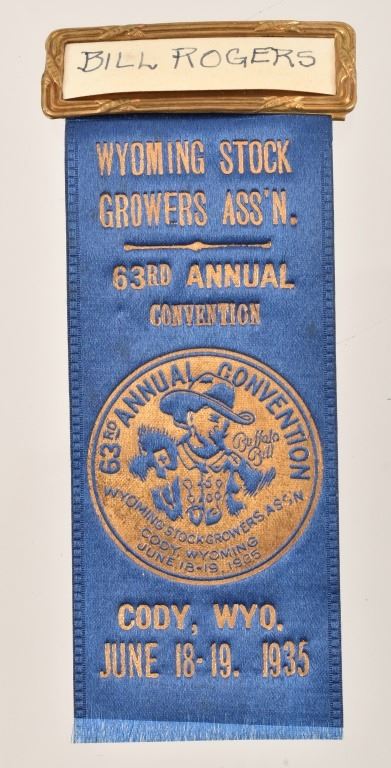 BILL ROGERS
WYOMING STOCK
GROWERS ASS'N.
63RD ANNUAL
CONVENTION
63RD ANNUAL CONVENTION
Buffalo
Bill
WYOMING STOCK GROWERS ASS'N
CODY, WYOMING
JUNE 18-19, 1935
CODY, WYO.
JUNE 18-19. 1935